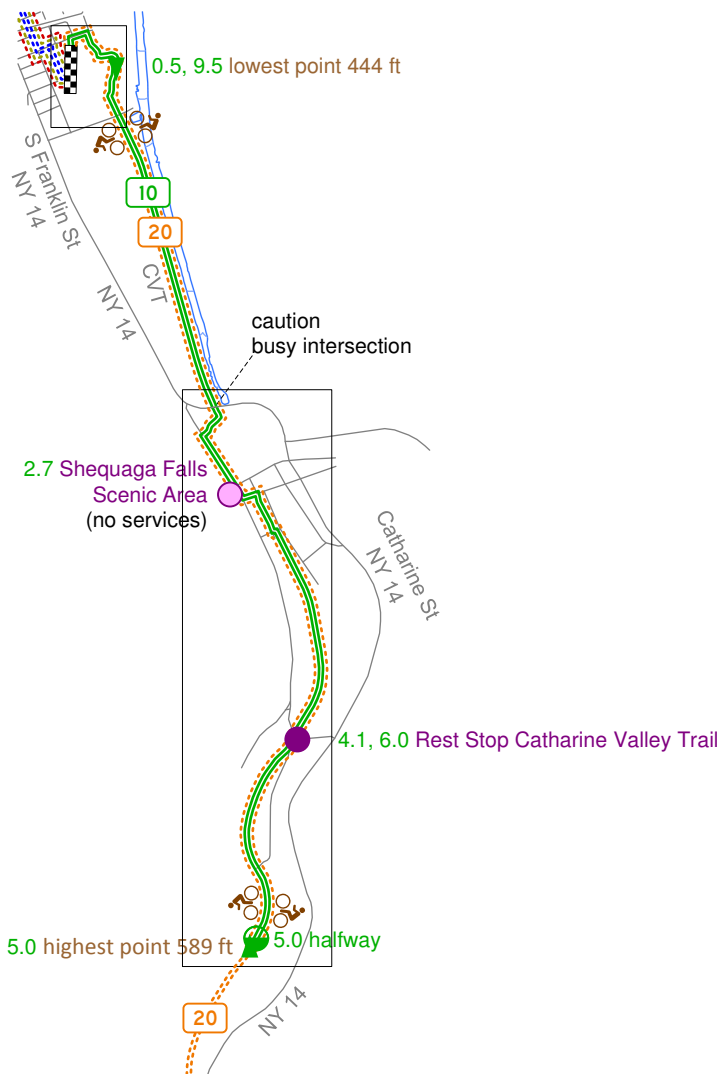 0.5, 9.5 lowest point 444 ft
S Franklin St
NY 14
10
20
CVT
NY 14
caution
busy intersection
2.7 Shequaga Falls
Scenic Area
(no services)
Catharine St
NY 14
4.1, 6.0 Rest Stop Catharine Valley Trail
5.0 highest point 589 ft
5.0 halfway
20
NY 14